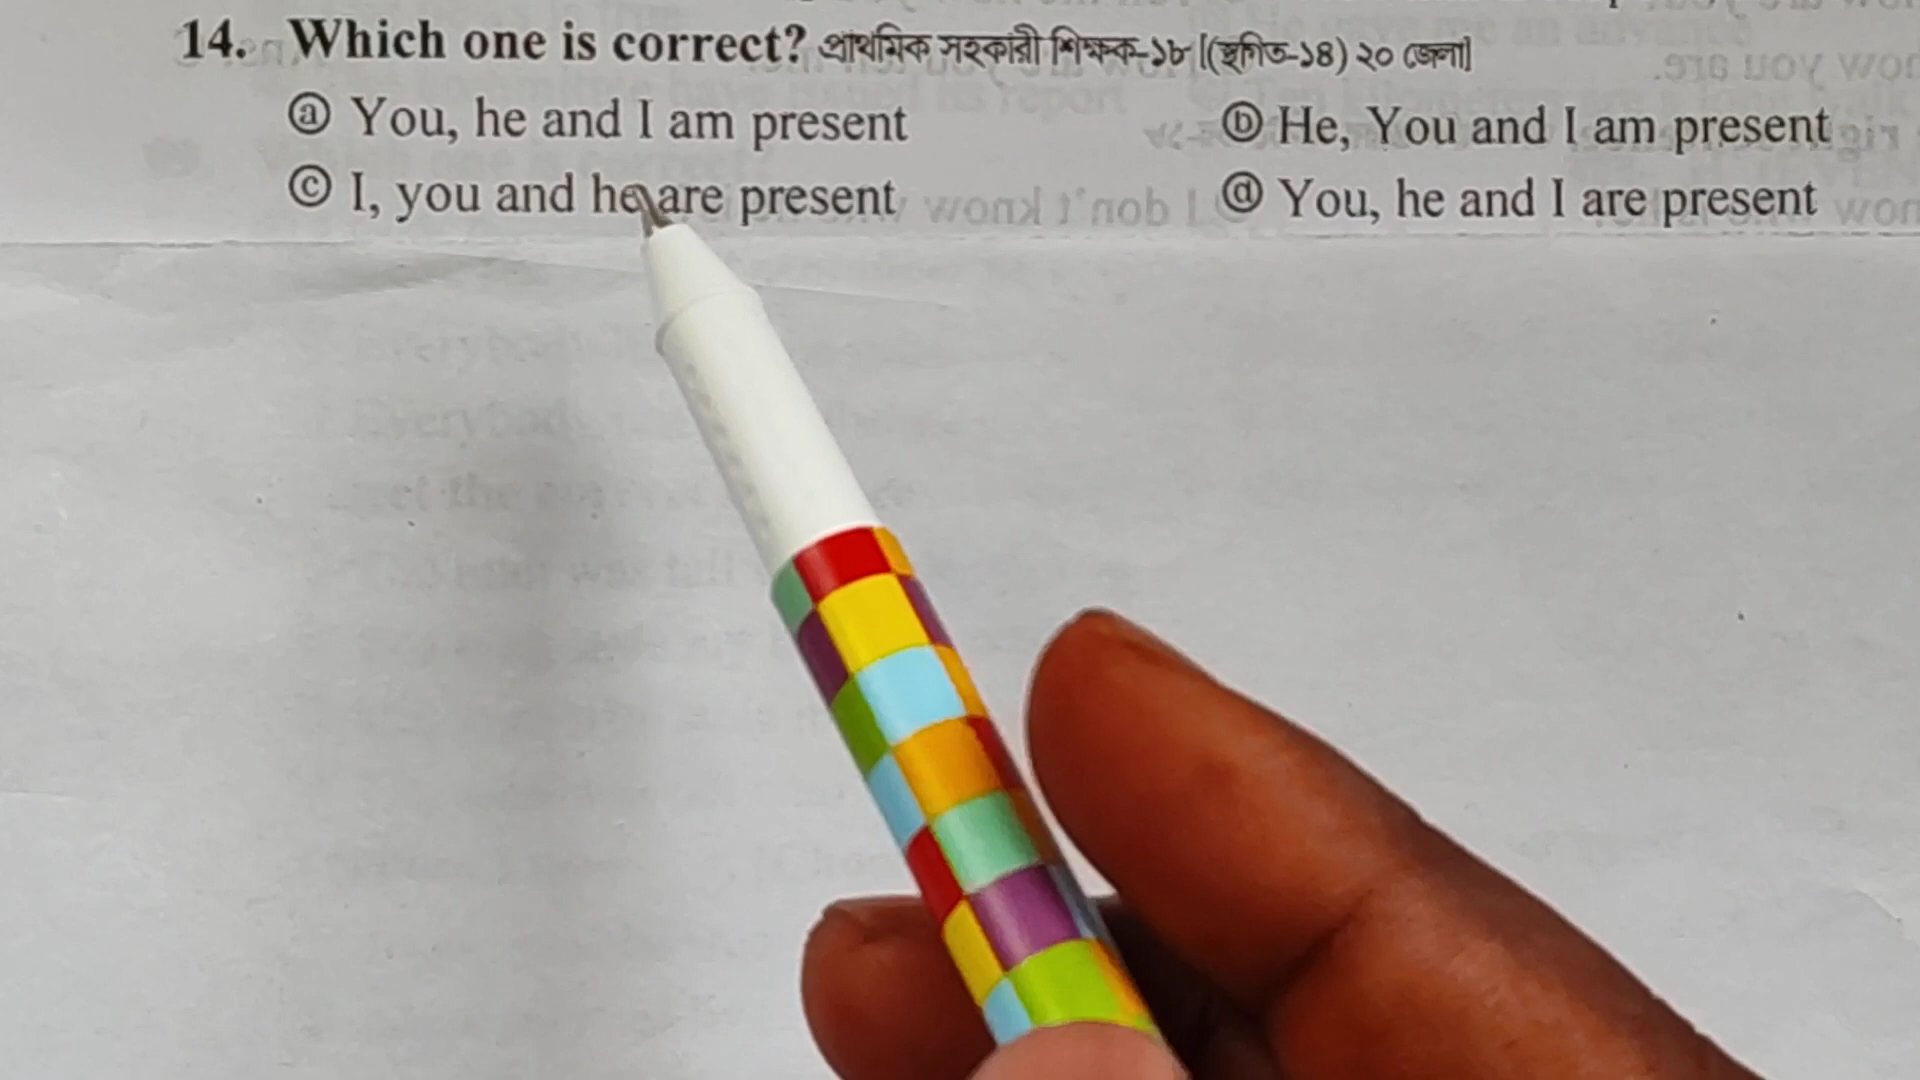 14. Which one is correct? প্রাথমিক সহকারী শিক্ষক-১৮ [(স্থগিত-১৪) ২০ জেলা]
ⓐ You, he and I am present ⓑ He, You and I am present
ⓒ I, you and he are present ⓓ You, he and I are present